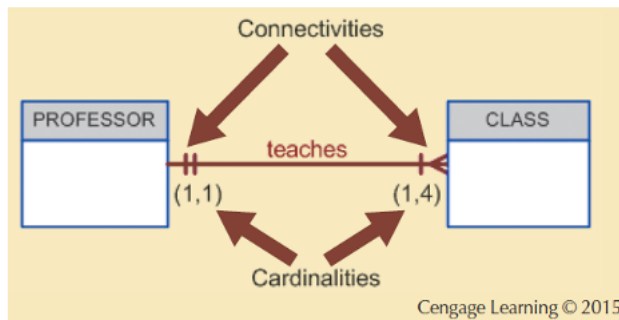 Connectivities
PROFESSOR
CLASS
teaches
(1,1)
(1,4)
Cardinalities
Cengage Learning © 2015